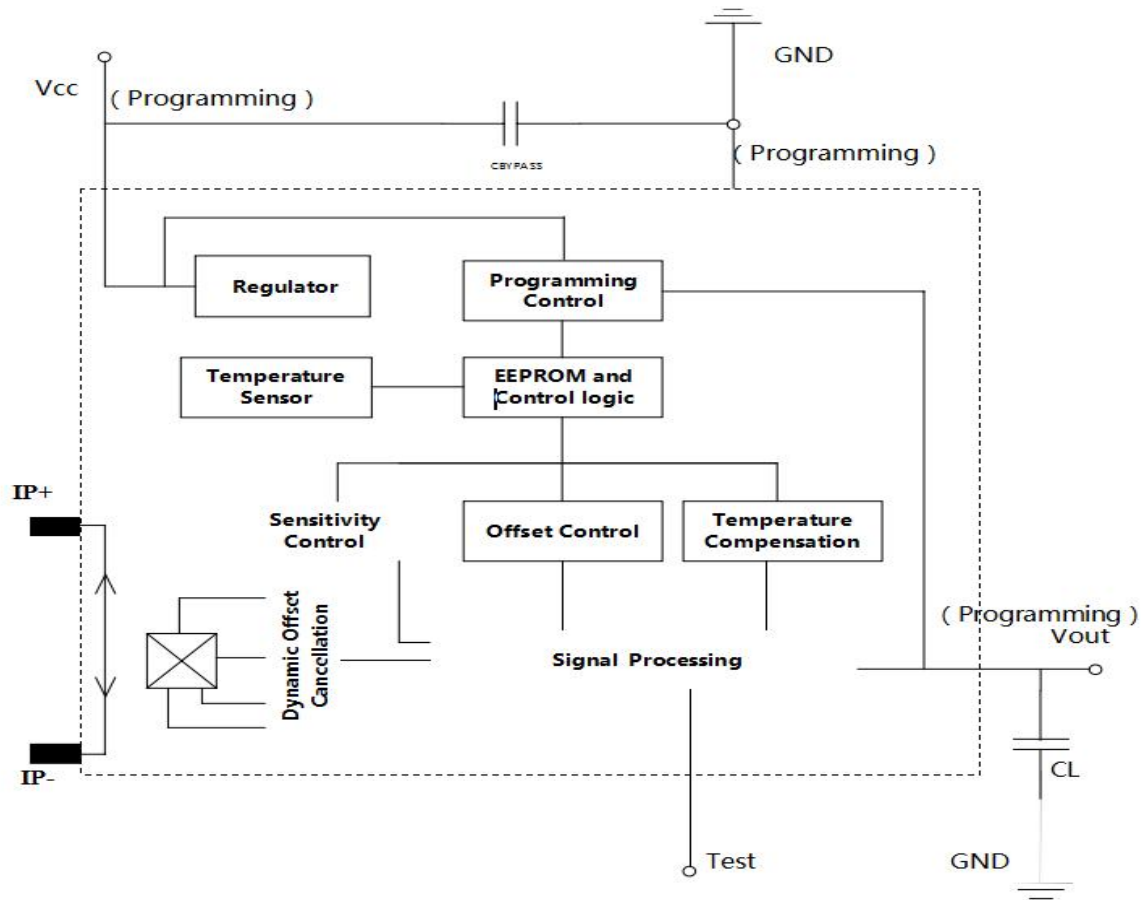 GND
Vcc
( Programming )
( Programming )
CBYPASS
Regulator
Programming
Control
Temperature
Sensor
EEPROM and
Control logic
IP+
Sensitivity
Control
Offset Control
Temperature
Compensation
Dynamic Offset
Cancellation
( Programming )
Vout
Signal Processing
IP-
CL
Test
GND